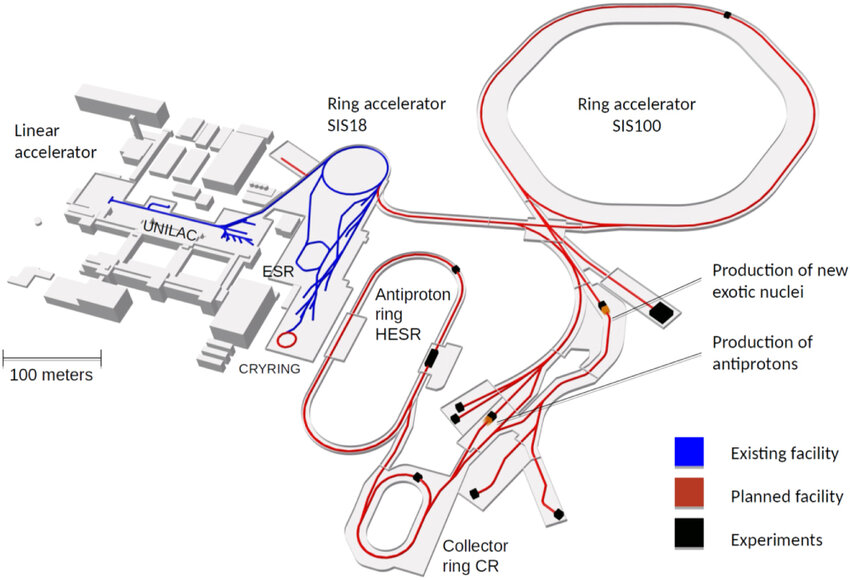 Linear
accelerator
Ring accelerator
SIS18
Ring accelerator
SIS100
UNILAC
ESR
Antiproton
ring
HESR
CRYRING
100 meters
Production of new
exotic nuclei
Production of
antiprotons
Collector
ring CR
Existing facility
Planned facility
Experiments